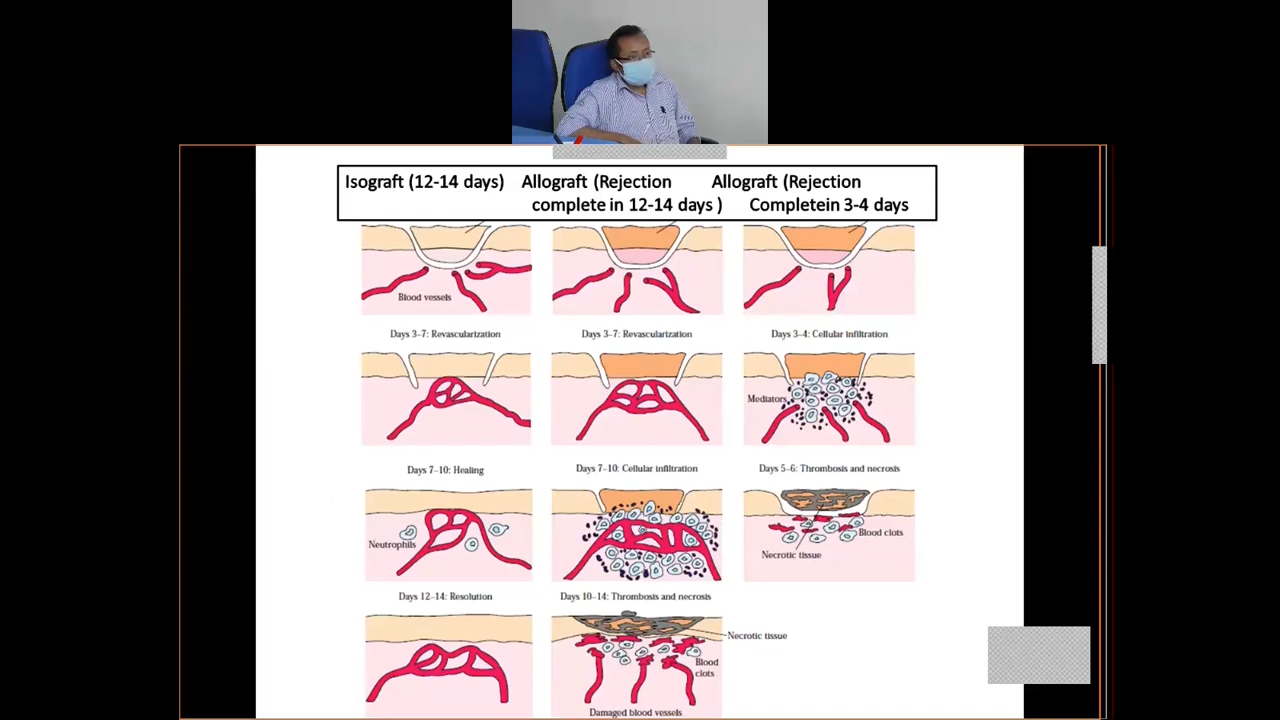 Isograft (12-14 days) Allograft (Rejection Allograft (Rejection
complete in 12-14 days ) Completein 3-4 days
Blood vessels
Days 3–7: Revascularization Days 3–7: Revascularization Days 3–4: Cellular infiltration
Mediators
Days 7–10: Healing Days 7–10: Cellular infiltration Days 5–6: Thrombosis and necrosis
Neutrophils
Blood clots
Necrotic tissue
Days 12–14: Resolution Days 10–14: Thrombosis and necrosis
Necrotic tissue
Blood
clots
Damaged blood vessels